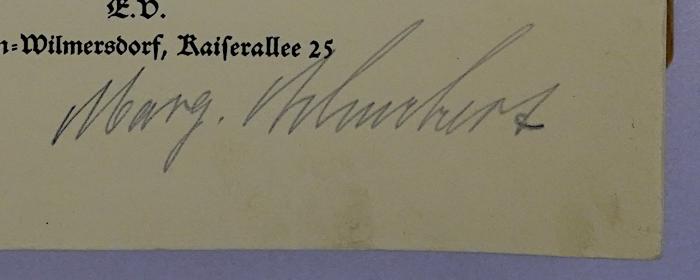 E.V.
n-Wilmersdorf, Kaiserallee 25
Marg.